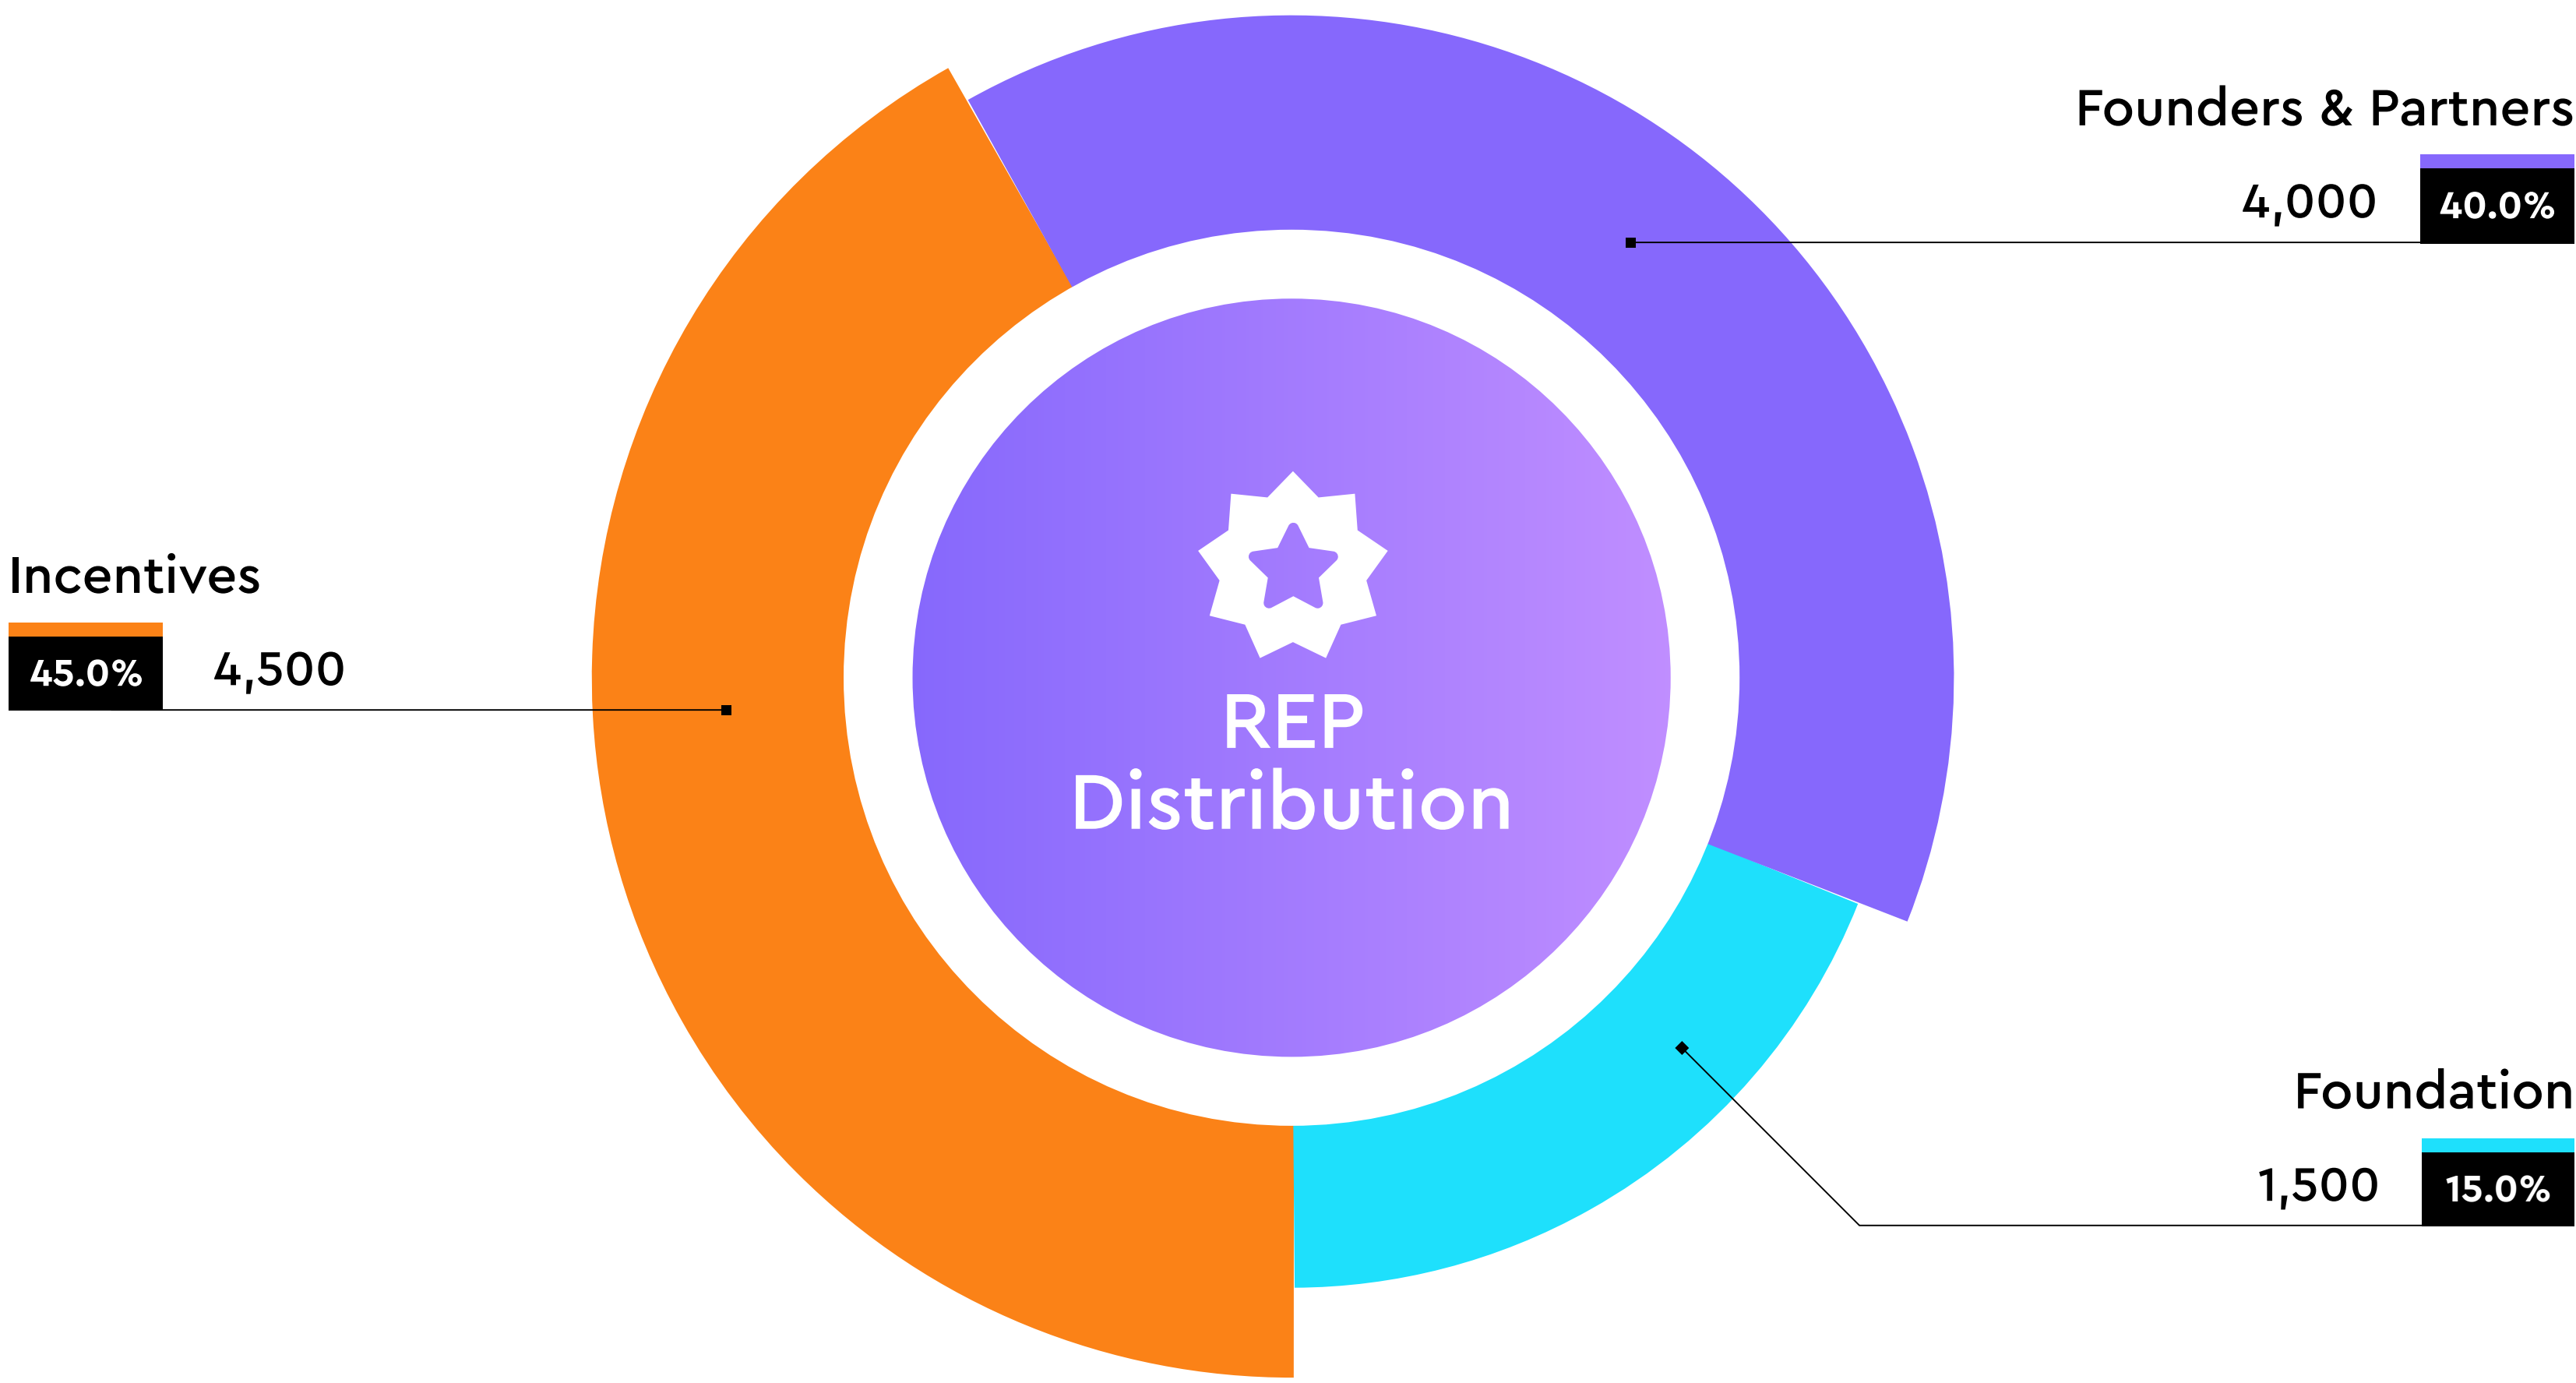 Founders & Partners
4,000 40.0%
Incentives
45.0% 4,500
REP
Distribution
Foundation
1,500 15.0%